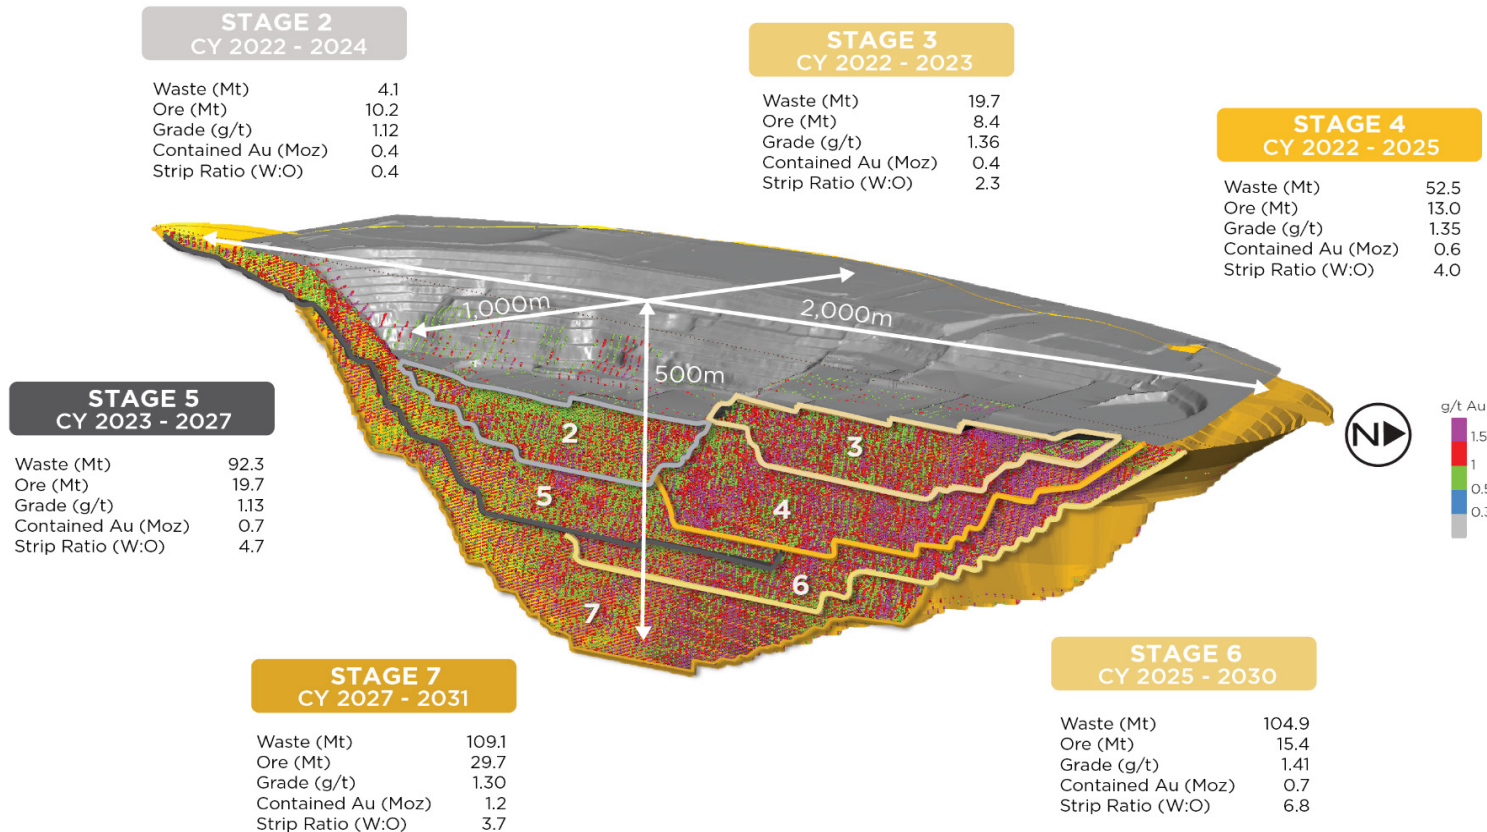 STAGE 2
CY 2022 - 2024
Waste (Mt) 4.1
Ore (Mt) 10.2
Grade (g/t) 1.12
Contained Au (Moz) 0.4
Strip Ratio (W:O) 0.4
STAGE 3
CY 2022 - 2023
Waste (Mt) 19.7
Ore (Mt) 8.4
Grade (g/t) 1.36
Contained Au (Moz) 0.4
Strip Ratio (W:O) 2.3
STAGE 4
CY 2022 - 2025
Waste (Mt) 52.5
Ore (Mt) 13.0
Grade (g/t) 1.35
Contained Au (Moz) 0.6
Strip Ratio (W:O) 4.0
1,000m
2,000m
500m
STAGE 5
CY 2023 - 2027
Waste (Mt) 92.3
Ore (Mt) 19.7
Grade (g/t) 1.13
Contained Au (Moz) 0.7
Strip Ratio (W:O) 4.7
2
3
5
4
6
7
N
g/t Au
1.5
1
0.5
0.3
STAGE 7
CY 2027 - 2031
Waste (Mt) 109.1
Ore (Mt) 29.7
Grade (g/t) 1.30
Contained Au (Moz) 1.2
Strip Ratio (W:O) 3.7
STAGE 6
CY 2025 - 2030
Waste (Mt) 104.9
Ore (Mt) 15.4
Grade (g/t) 1.41
Contained Au (Moz) 0.7
Strip Ratio (W:O) 6.8